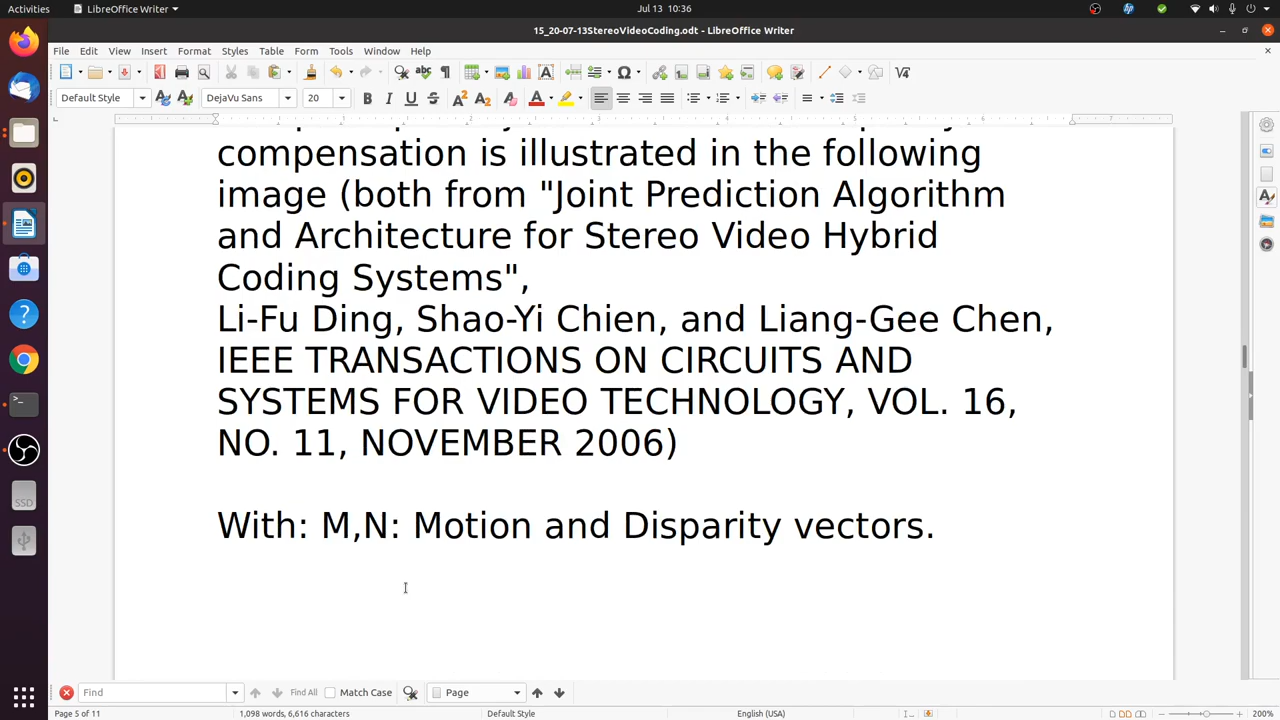 Activities
LibreOffice Writer
Jul 13 10:36
15_20-07-13StereoVideoCoding.odt - LibreOffice Writer
File Edit View Insert Format Styles Table Form Tools Window Help
Default Style
DejaVu Sans
20
compensation is illustrated in the following
image (both from "Joint Prediction Algorithm
and Architecture for Stereo Video Hybrid
Coding Systems",
Li-Fu Ding, Shao-Yi Chien, and Liang-Gee Chen,
IEEE TRANSACTIONS ON CIRCUITS AND
SYSTEMS FOR VIDEO TECHNOLOGY, VOL. 16,
NO. 11, NOVEMBER 2006)
With: M,N: Motion and Disparity vectors.
Find
Find All
Match Case
Page
Page 5 of 11
1,098 words, 6,616 characters
Default Style
English (USA)
200%